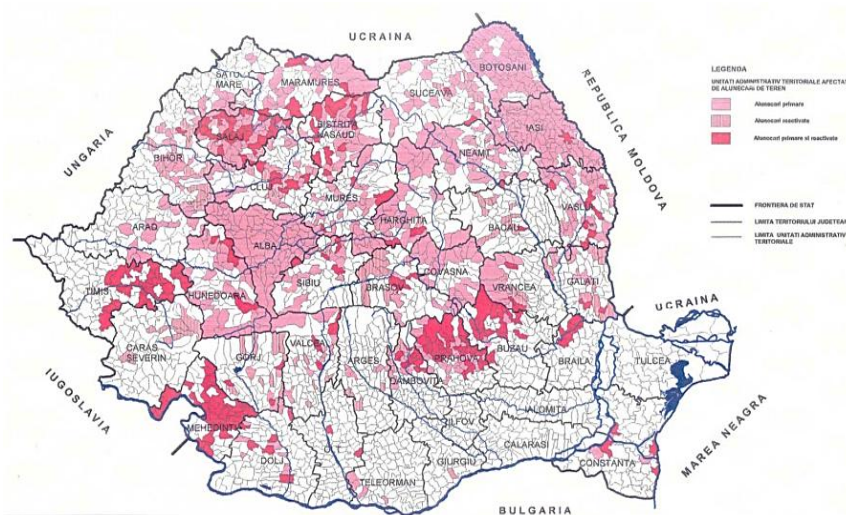 UCRAINA
SATU
MARE
MARAMURES
BOTOSANI
SUCEAVA
REPUBLICA MOLDOVA
UNGARIA
SALAJ
BISTRITA
NASAUD
IASI
BIHOR
NEAMT
CLUJ
MURES
HARGHITA
BACAU
VASLUI
ARAD
ALBA
TIMIS
HUNEDOARA
SIBIU
BRASOV
COVASNA
VRANCEA
GALATI
UCRAINA
CARAS
SEVERIN
GORJ
VALCEA
ARGES
PRAHOVA
BUZAU
BRAILA
TULCEA
DAMBOVITA
IUGOSLAVIA
MEHEDINTI
ILFOV
IALOMITA
DOLJ
OLT
CALARASI
TELEORMAN
GIURGIU
CONSTANTA
MAREA NEAGRA
BULGARIA
LEGENDA
UNITATI ADMINISTRATIV TERITORIALE AFECTATE
DE ALUNECARI DE TEREN
Alunecari primare
Alunecari reactivate
Alunecari primare si reactivate
FRONTIERA DE STAT
LIMITA TERITORIULUI JUDETEAN
LIMITA UNITATI ADMINISTRATIV
TERITORIALE